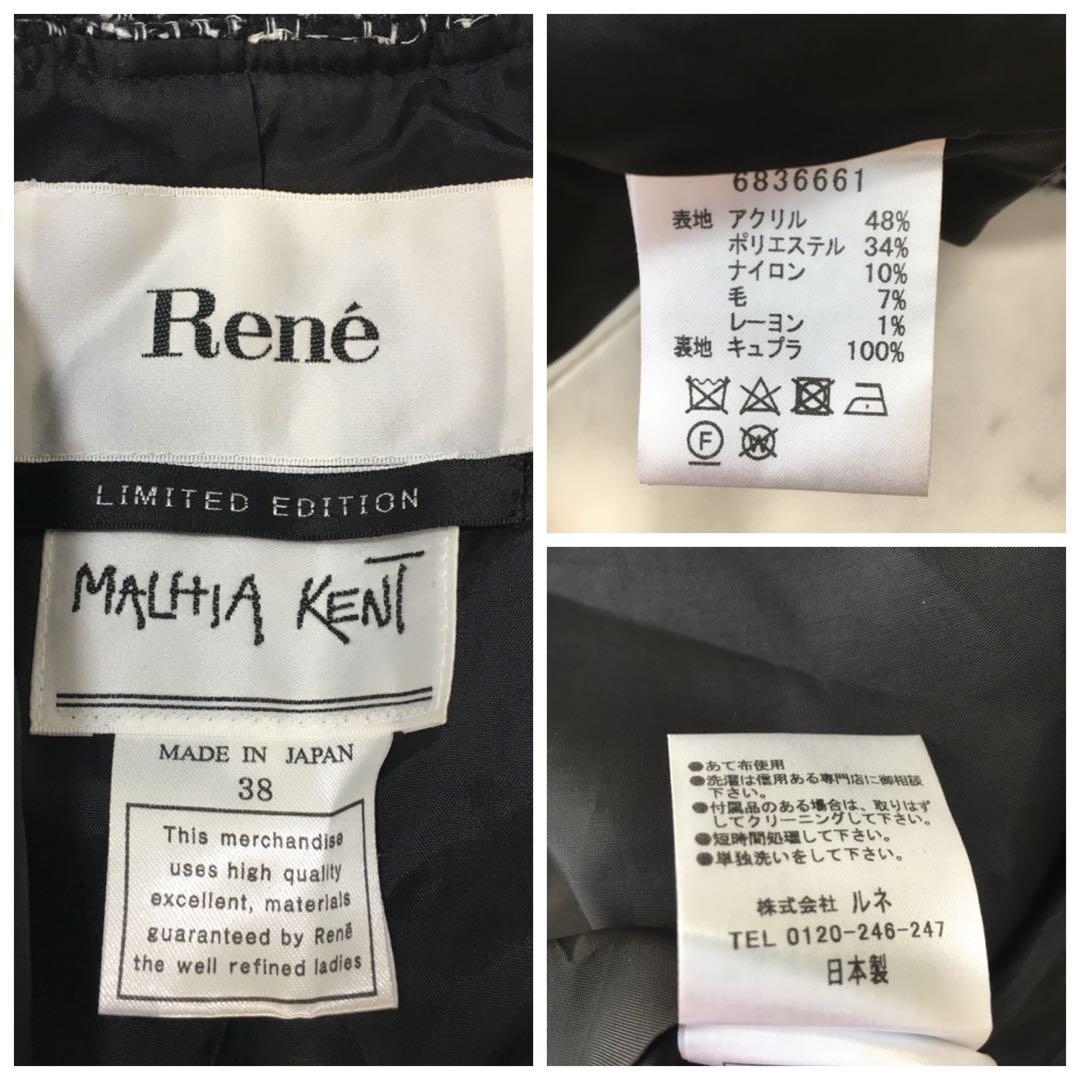 René
LIMITED EDITION
MALHIA KENT
MADE IN JAPAN
38
This merchandise
uses high quality
excellent, materials
guaranteed by René
the well refined ladies
6836661
表地 アクリル 48%
ポリエステル 34%
ナイロン 10%
毛 7%
レーヨン 1%
裏地 キュプラ 100%
F
W
●あて布使用
●洗濯は信用ある専門店に御相談
下さい。
●付属品のある場合は、取りはず
してクリーニングして下さい。
●短時間処理して下さい。
●単独洗いをして下さい。
株式会社 ルネ
TEL 0120-246-247
日本製